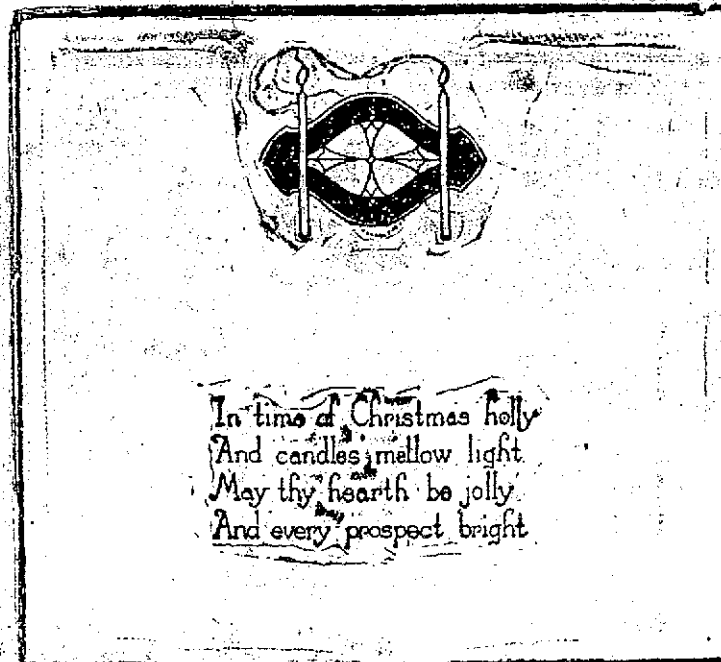 In time of Christmas holly
And candles mellow light
May thy hearth be jolly
And every prospect bright